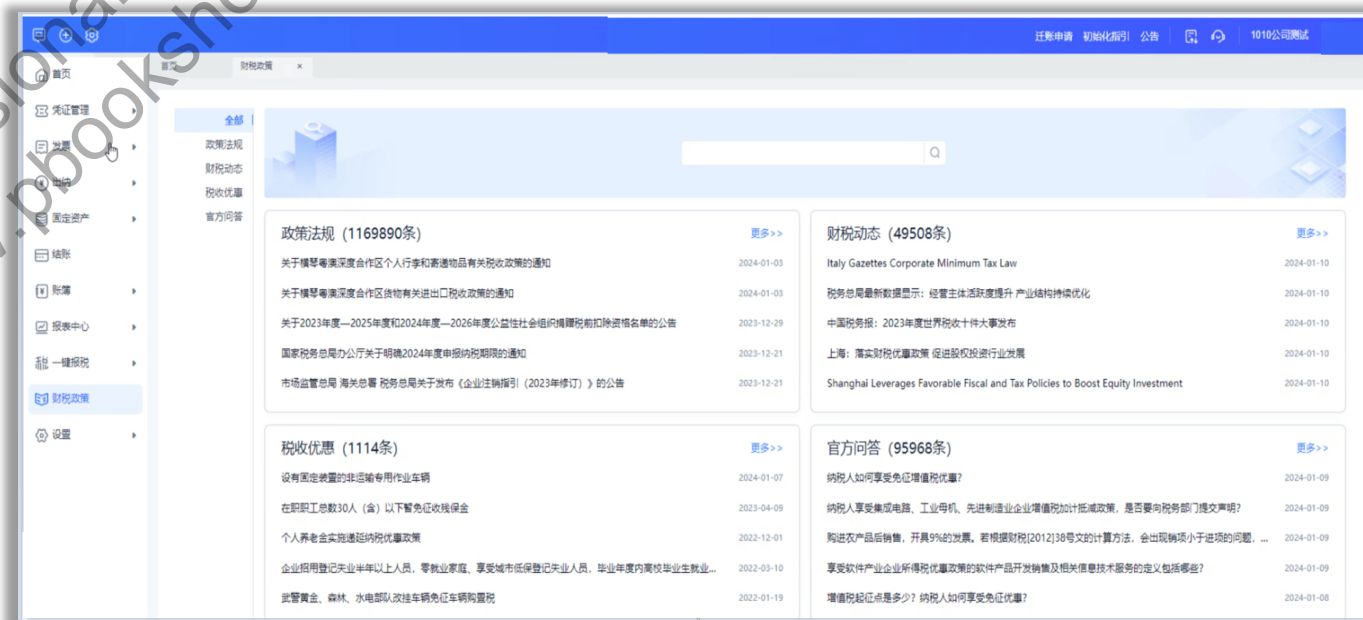 迁账申请 初始化指引 公告 1010公司测试
首页 财税政策 ×
首页
凭证管理
发票
出纳
固定资产
结账
账簿
报表中心
一键报税
财税政策
设置
全部
政策法规
财税动态
税收优惠
官方问答
政策法规（1169890条） 更多>>
关于横琴粤澳深度合作区个人行李和寄递物品有关税收政策的通知 2024-01-03
关于横琴粤澳深度合作区货物有关进出口税收政策的通知 2024-01-03
关于2023年度—2025年度和2024年度—2026年度公益性社会组织捐赠税前扣除资格名单的公告 2023-12-29
国家税务总局办公厅关于明确2024年度申报纳税期限的通知 2023-12-21
市场监管总局 海关总署 税务总局关于发布《企业注销指引（2023年修订）》的公告 2023-12-21
财税动态（49508条） 更多>>
Italy Gazettes Corporate Minimum Tax Law 2024-01-10
税务总局最新数据显示：经营主体活跃度提升 产业结构持续优化 2024-01-10
中国税务报：2023年度世界税收十件大事发布 2024-01-10
上海：落实财税优惠政策 促进股权投资行业发展 2024-01-10
Shanghai Leverages Favorable Fiscal and Tax Policies to Boost Equity Investment 2024-01-10
税收优惠（1114条） 更多>>
设有固定装置的非运输专用作业车辆 2024-01-07
在职职工总数30人（含）以下暂免征收残保金 2023-04-09
个人养老金实施递延纳税优惠政策 2022-12-01
企业招用登记失业半年以上人员，零就业家庭、享受城市低保登记失业人员，毕业年度内高校毕业生就业... 2022-03-10
武警黄金、森林、水电部队改挂车辆免征车辆购置税 2022-01-19
官方问答（95968条） 更多>>
纳税人如何享受免征增值税优惠? 2024-01-09
纳税人享受集成电路、工业母机、先进制造业企业增值税加计抵减政策，是否要向税务部门提交声明? 2024-01-09
购进农产品后销售，开具9%的发票。若根据财税[2012]38号文的计算方法，会出现销项小于进项的问题，... 2024-01-09
享受软件产业企业所得税优惠政策的软件产品开发销售及相关信息技术服务的定义包括哪些? 2024-01-09
增值税起征点是多少? 纳税人如何享受免征优惠? 2024-01-08